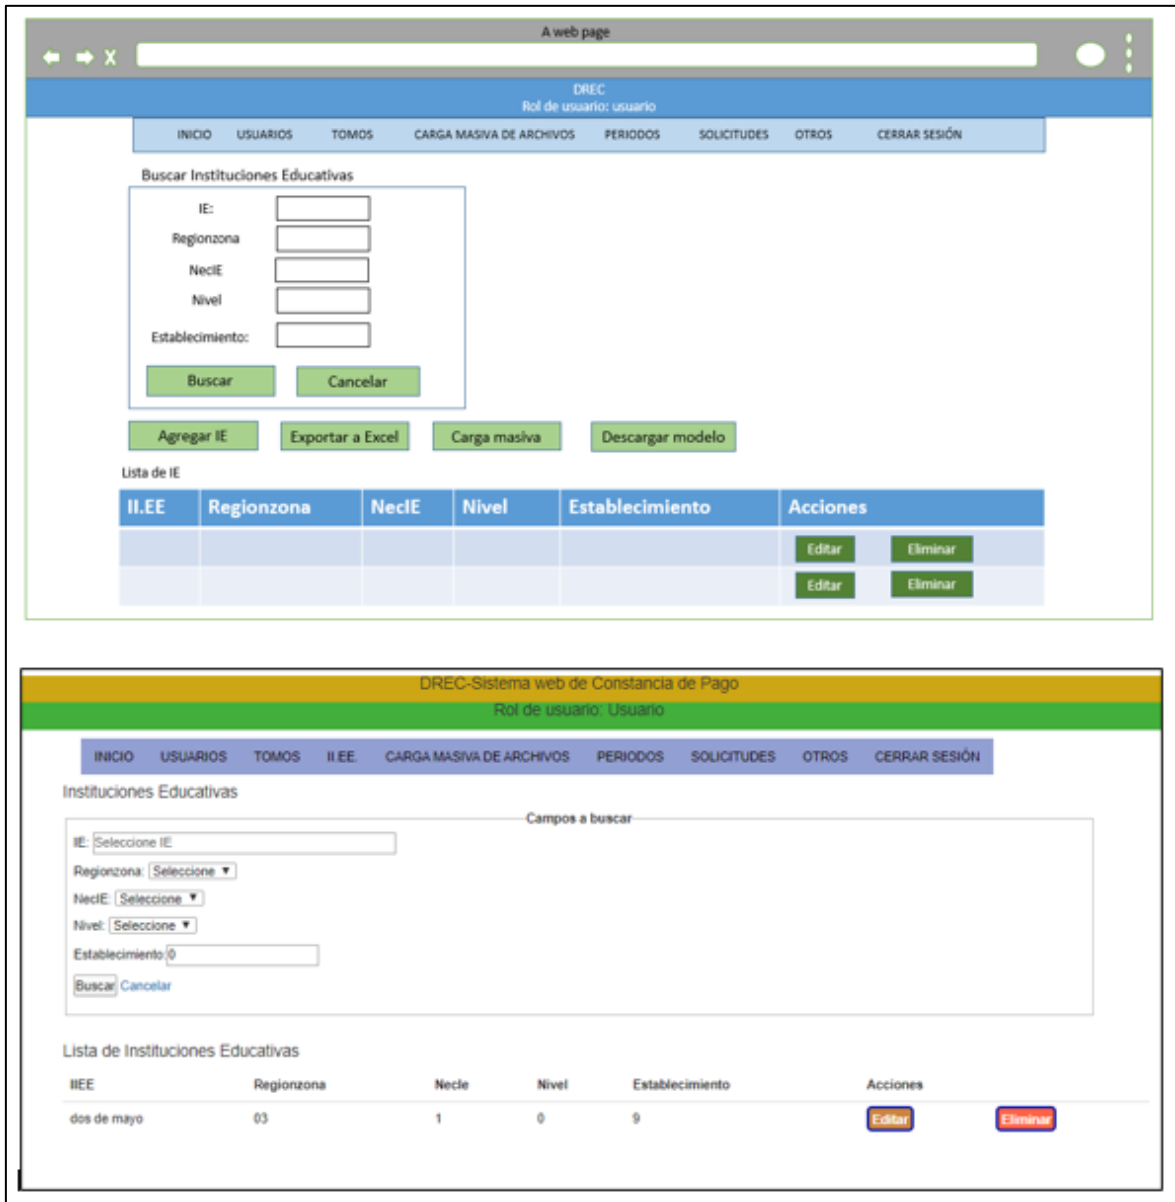 A web page
X
DREC
Rol de usuario: usuario
INICIO USUARIOS TOMOS CARGA MASIVA DE ARCHIVOS PERIODOS SOLICITUDES OTROS CERRAR SESIÓN
Buscar Instituciones Educativas
IE:
Regionzona
NecIE
Nivel
Establecimiento:
Buscar Cancelar
Agregar IE Exportar a Excel Carga masiva Descargar modelo
Lista de IE
II.EE Regionzona NecIE Nivel Establecimiento Acciones
Editar Eliminar
Editar Eliminar
DREC-Sistema web de Constancia de Pago
Rol de usuario: Usuario
INICIO USUARIOS TOMOS II.EE. CARGA MASIVA DE ARCHIVOS PERIODOS SOLICITUDES OTROS CERRAR SESIÓN
Instituciones Educativas
Campos a buscar
IE: Seleccione IE
Regionzona: Seleccione ▼
NecIE: Seleccione ▼
Nivel: Seleccione ▼
Establecimiento: 0
Buscar Cancelar
Lista de Instituciones Educativas
IIEE Regionzona NecIe Nivel Establecimiento Acciones
dos de mayo 03 1 0 9 Editar Eliminar